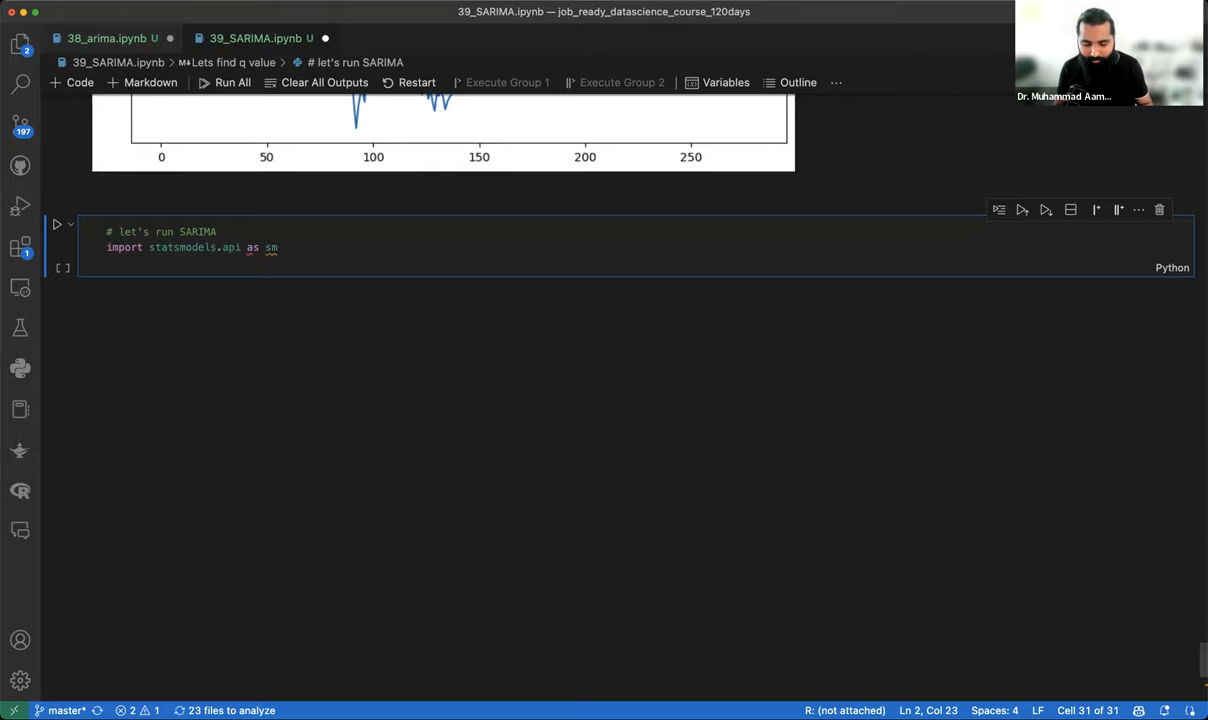 39_SARIMA.ipynb — job_ready_datascience_course_120days
38_arima.ipynb U
39_SARIMA.ipynb U
39_SARIMA.ipynb > M Lets find q value > # let's run SARIMA
+ Code + Markdown Run All Clear All Outputs Restart Execute Group 1 Execute Group 2 Variables Outline ...
Dr. Muhammad Aam...
0 50 100 150 200 250
# let's run SARIMA
import statsmodels.api as sm
[ ]
Python
2
197
1
R
master* 2 1 23 files to analyze R: (not attached) Ln 2, Col 23 Spaces: 4 LF Cell 31 of 31